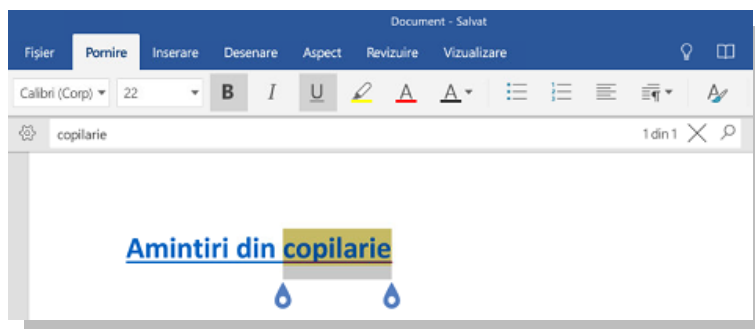 Document - Salvat
Fișier Pornire Inserare Desenare Aspect Revizuire Vizualizare
Calibri (Corp) 22 B I U A A
copilarie 1 din 1
Amintiri din copilarie